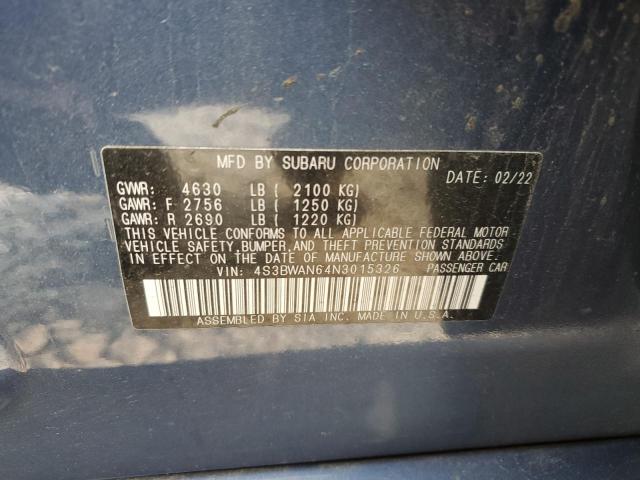 MFD BY SUBARU CORPORATION
DATE: 02/22
GVWR: 4630 LB ( 2100 KG)
GAWR: F 2756 LB ( 1250 KG)
GAWR: R 2690 LB ( 1220 KG)
THIS VEHICLE CONFORMS TO ALL APPLICABLE FEDERAL MOTOR
VEHICLE SAFETY, BUMPER, AND THEFT PREVENTION STANDARDS
IN EFFECT ON THE DATE OF MANUFACTURE SHOWN ABOVE.
VIN: 4S3BWAN64N3015326 PASSENGER CAR
ASSEMBLED BY SIA INC. MADE IN U.S.A.